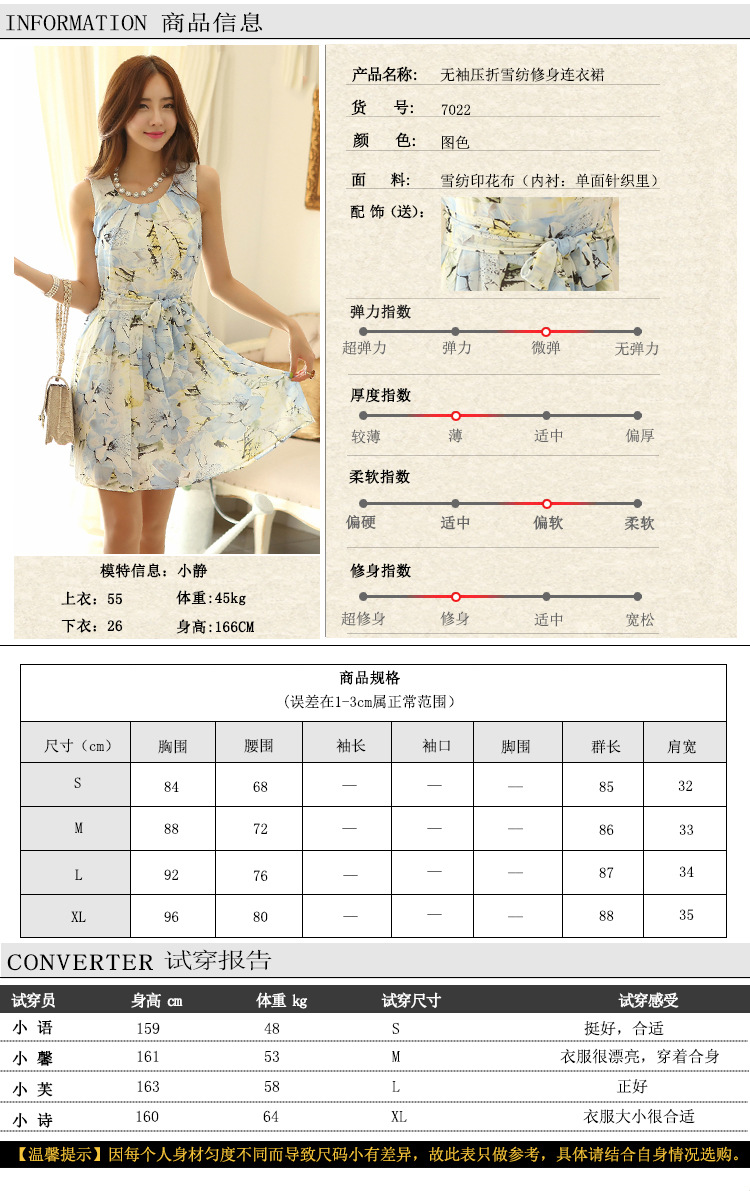 INFORMATION 商品信息
产品名称: 无袖压折雪纺修身连衣裙
货 号: 7022
颜 色: 图色
面 料: 雪纺印花布（内衬：单面针织里）
配 饰（送）：
弹力指数
超弹力 弹力 微弹 无弹力
厚度指数
较薄 薄 适中 偏厚
柔软指数
偏硬 适中 偏软 柔软
修身指数
超修身 修身 适中 宽松
模特信息：小静
上衣：55 体重:45kg
下衣：26 身高:166CM
商品规格
（误差在1-3cm属正常范围）
尺寸（cm） 胸围 腰围 袖长 袖口 脚围 群长 肩宽
S 84 68 — — — 85 32
M 88 72 — — — 86 33
L 92 76 — — — 87 34
XL 96 80 — — — 88 35
CONVERTER 试穿报告
试穿员 身高 cm 体重 kg 试穿尺寸 试穿感受
小 语 159 48 S 挺好，合适
小 馨 161 53 M 衣服很漂亮，穿着合身
小 芙 163 58 L 正好
小 诗 160 64 XL 衣服大小很合适
【温馨提示】因每个人身材匀度不同而导致尺码小有差异，故此表只做参考，具体请结合自身情况选购。